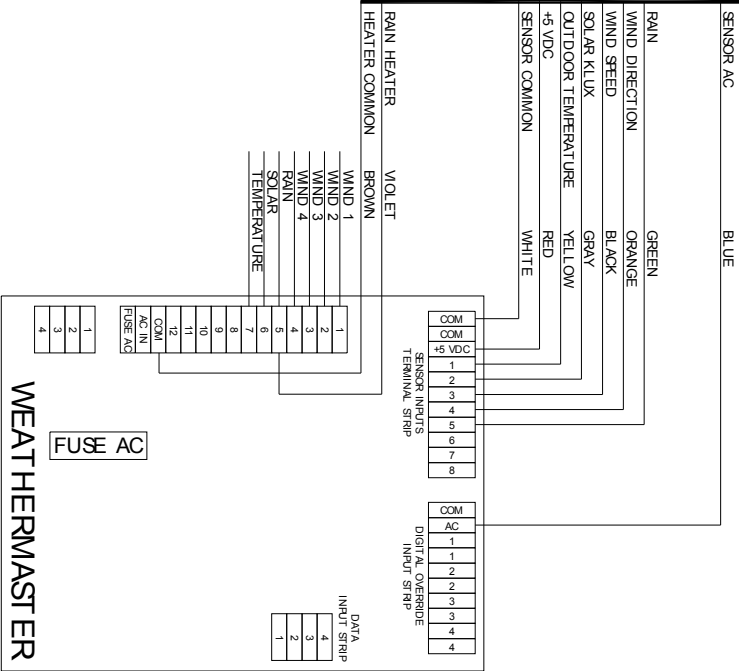 SENSOR AC BLUE
RAIN GREEN
WIND DIRECTION ORANGE
WIND SPEED BLACK
SOLAR KLUX GRAY
OUTDOOR TEMPERATURE YELLOW
+5 VDC RED
SENSOR COMMON WHITE
RAIN HEATER VIOLET
HEATER COMMON BROWN
WIND 1
WIND 2
WIND 3
WIND 4
RAIN
SOLAR
TEMPERATURE
COM
COM
+5 VDC
1
2
3
4
5
6
7
8
SENSOR INPUTS
TERMINAL STRIP
COM
AC
1
1
2
2
3
3
4
4
DIGITAL OVERRIDE
INPUT STRIP
1
2
3
4
5
6
7
8
9
10
11
12
COM
AC IN
FUSE AC
1
2
3
4
FUSE AC
DATA
INPUT STRIP
4
3
2
1
WEATHERMASTER